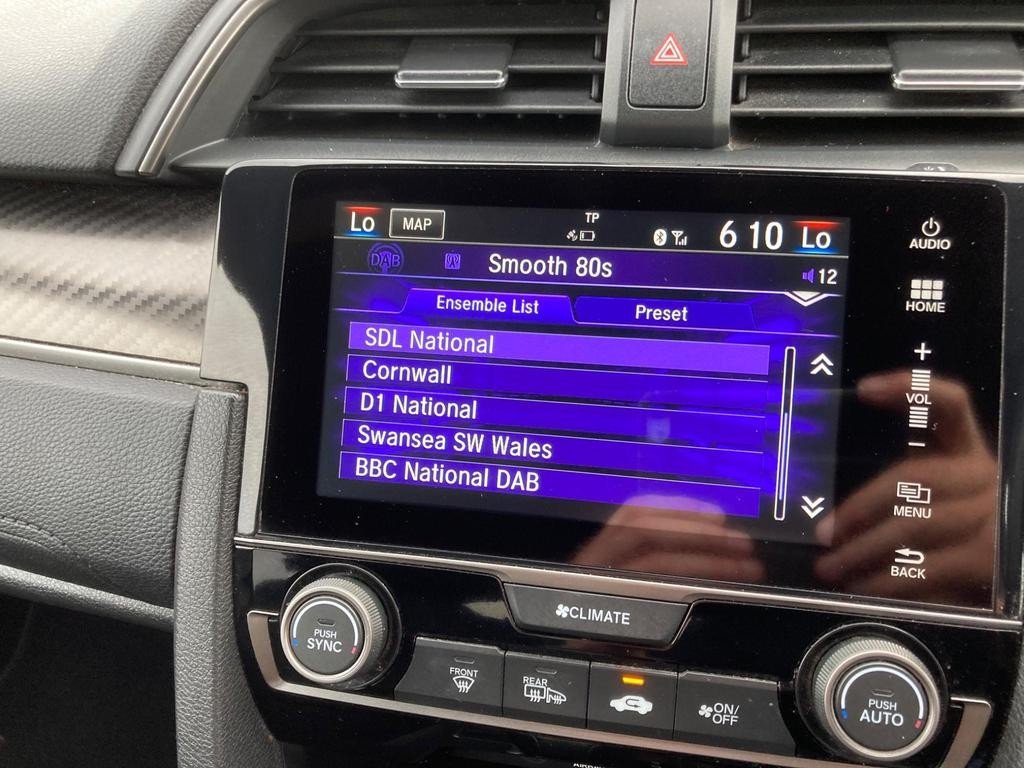 Lo MAP TP 6 10 Lo
DAB Smooth 80s 12
Ensemble List Preset
SDL National
Cornwall
D1 National
Swansea SW Wales
BBC National DAB
AUDIO
HOME
+
VOL
−
MENU
BACK
CLIMATE
PUSH
SYNC
FRONT
REAR
ON/
OFF
PUSH
AUTO